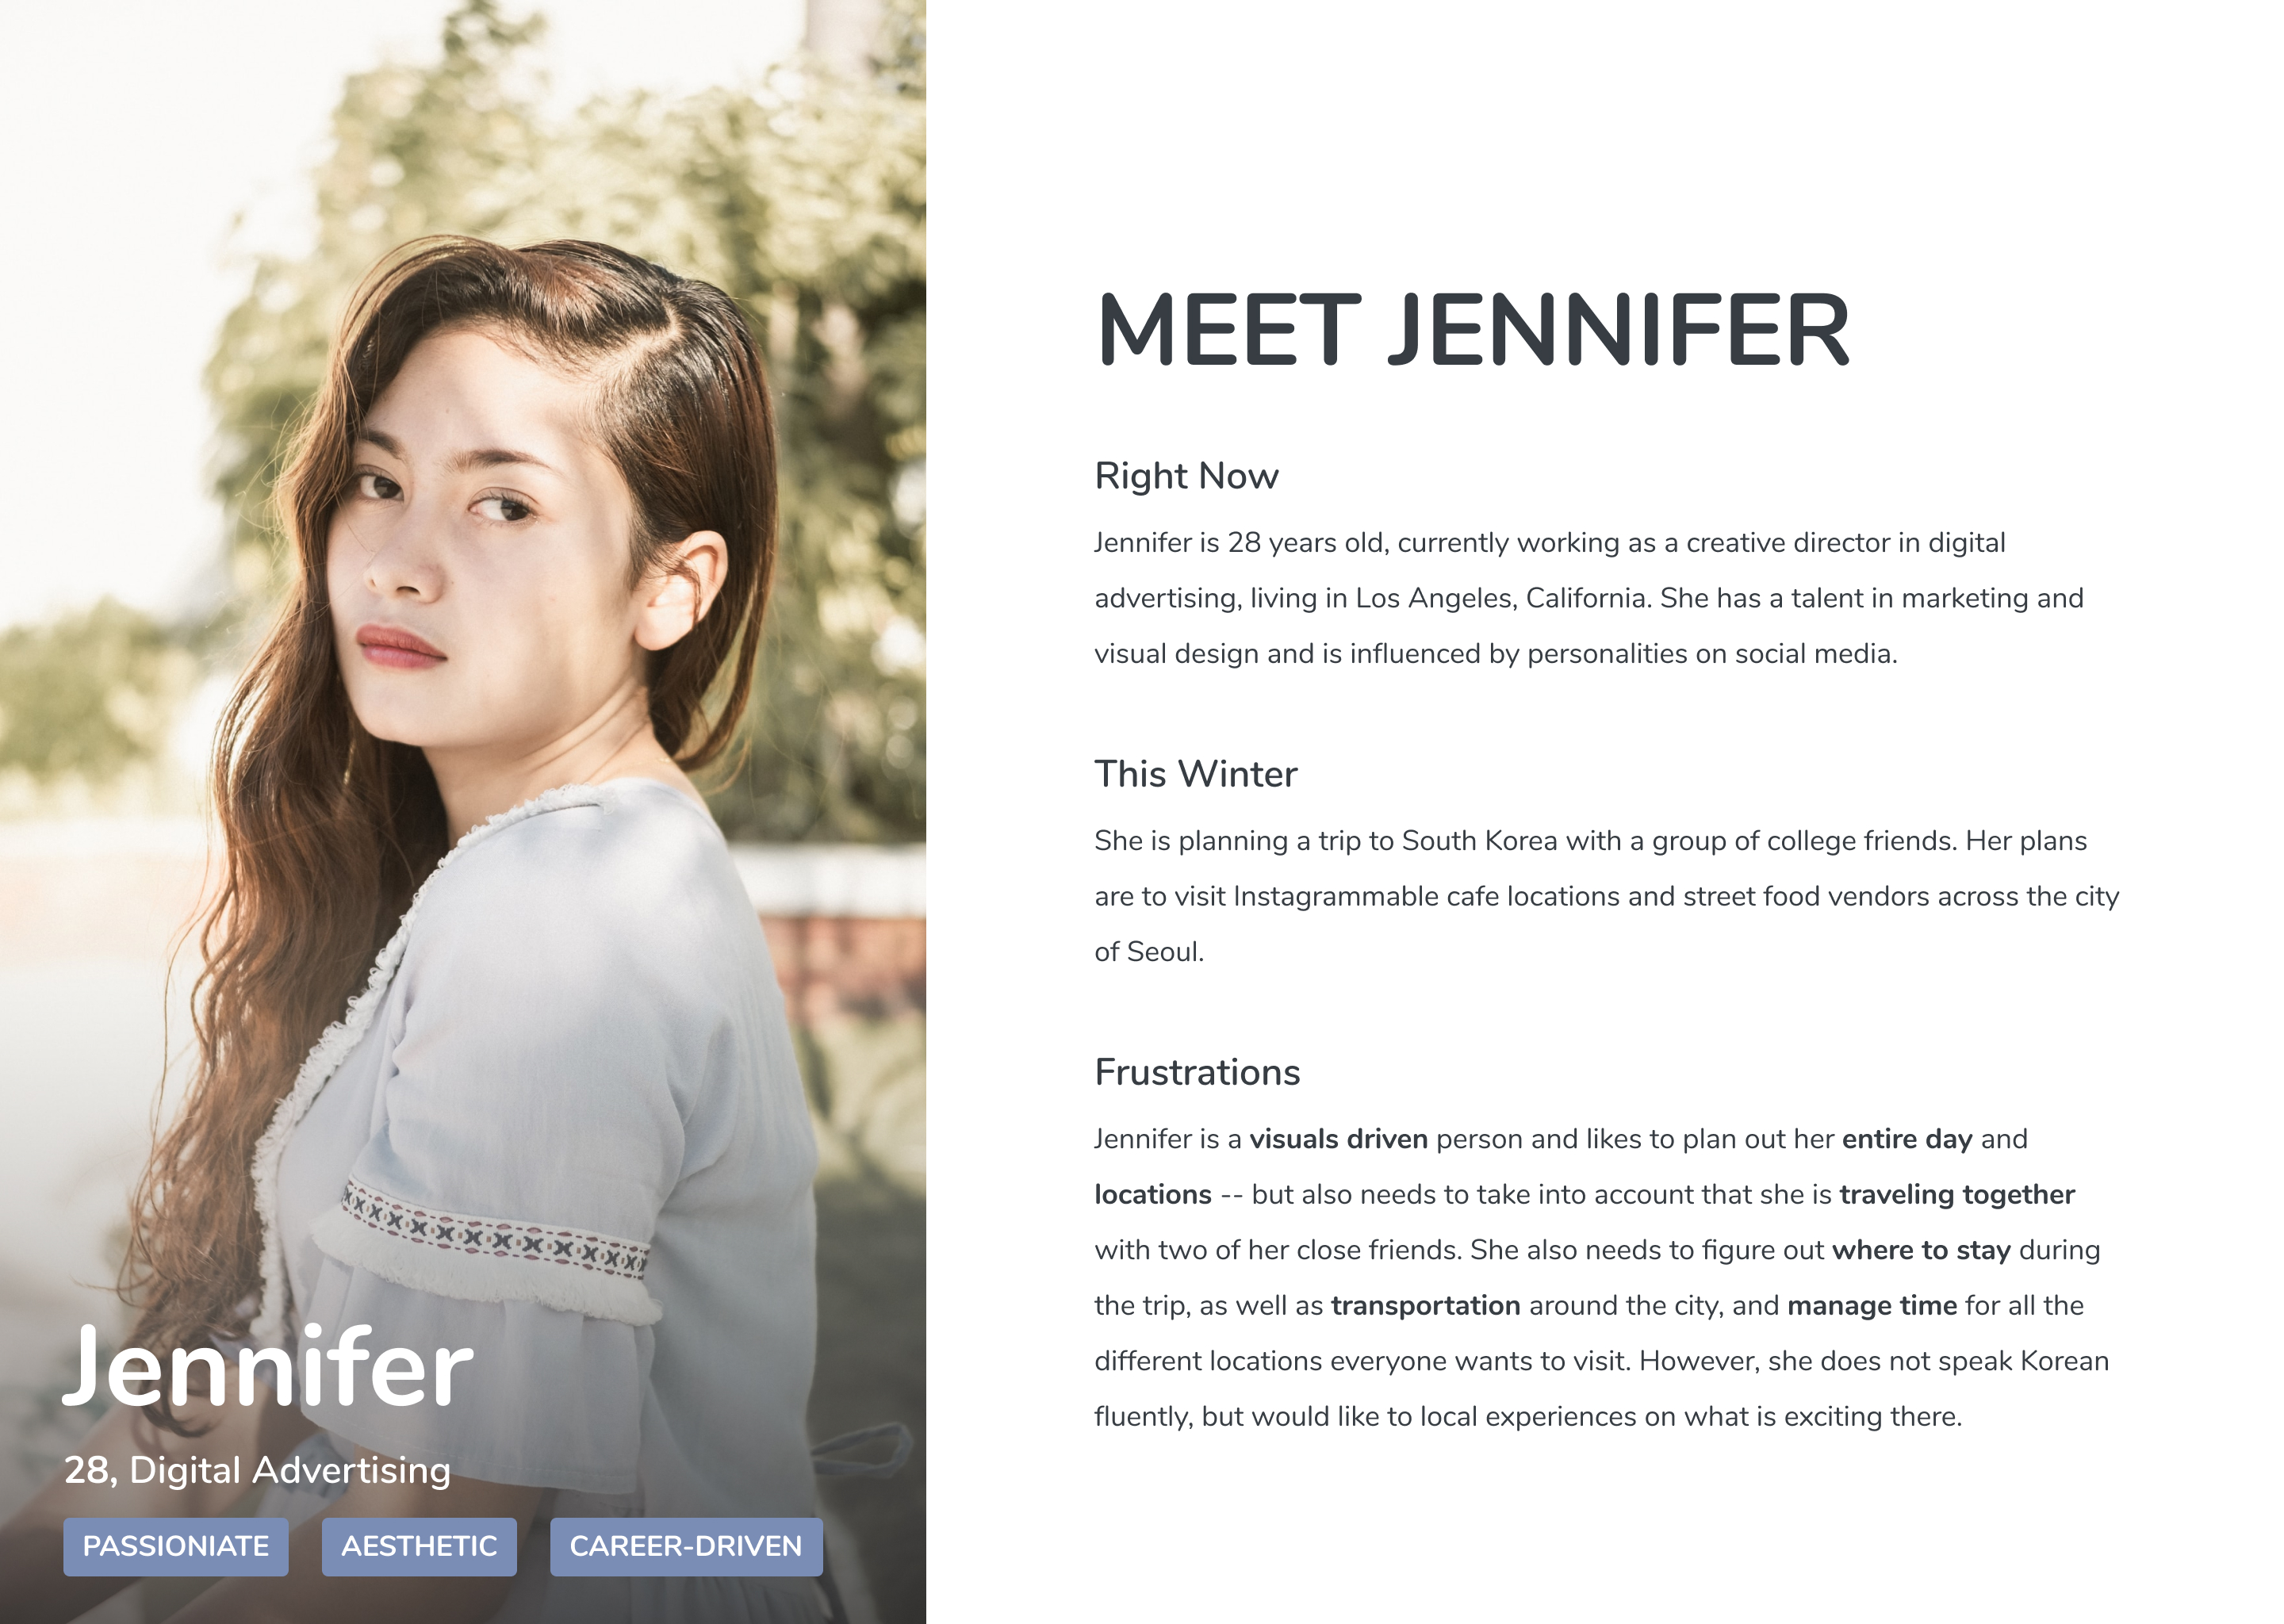 Jennifer
28, Digital Advertising
PASSIONIATE
AESTHETIC
CAREER-DRIVEN
MEET JENNIFER
Right Now
Jennifer is 28 years old, currently working as a creative director in digital
advertising, living in Los Angeles, California. She has a talent in marketing and
visual design and is influenced by personalities on social media.
This Winter
She is planning a trip to South Korea with a group of college friends. Her plans
are to visit Instagrammable cafe locations and street food vendors across the city
of Seoul.
Frustrations
Jennifer is a visuals driven person and likes to plan out her entire day and
locations -- but also needs to take into account that she is traveling together
with two of her close friends. She also needs to figure out where to stay during
the trip, as well as transportation around the city, and manage time for all the
different locations everyone wants to visit. However, she does not speak Korean
fluently, but would like to local experiences on what is exciting there.